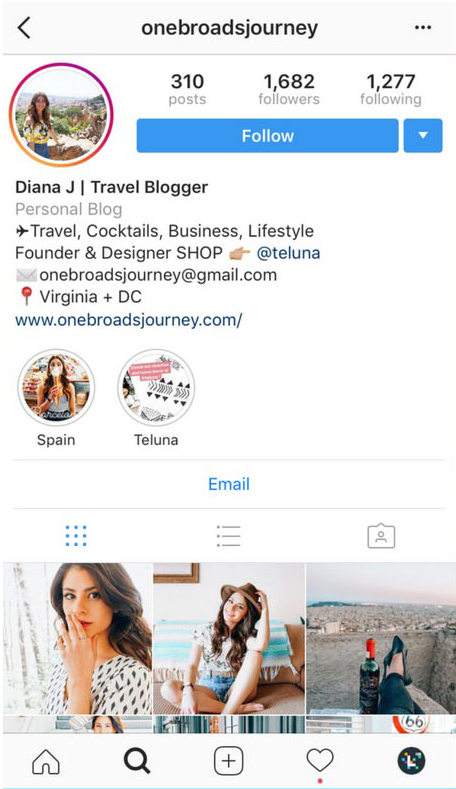 onebroadsjourney
310 1,682 1,277
posts followers following
Follow
Diana J | Travel Blogger
Personal Blog
✈Travel, Cocktails, Business, Lifestyle
Founder & Designer SHOP 👉🏼 @teluna
✉️onebroadsjourney@gmail.com
📍 Virginia + DC
www.onebroadsjourney.com/
Spain Teluna
Email
66